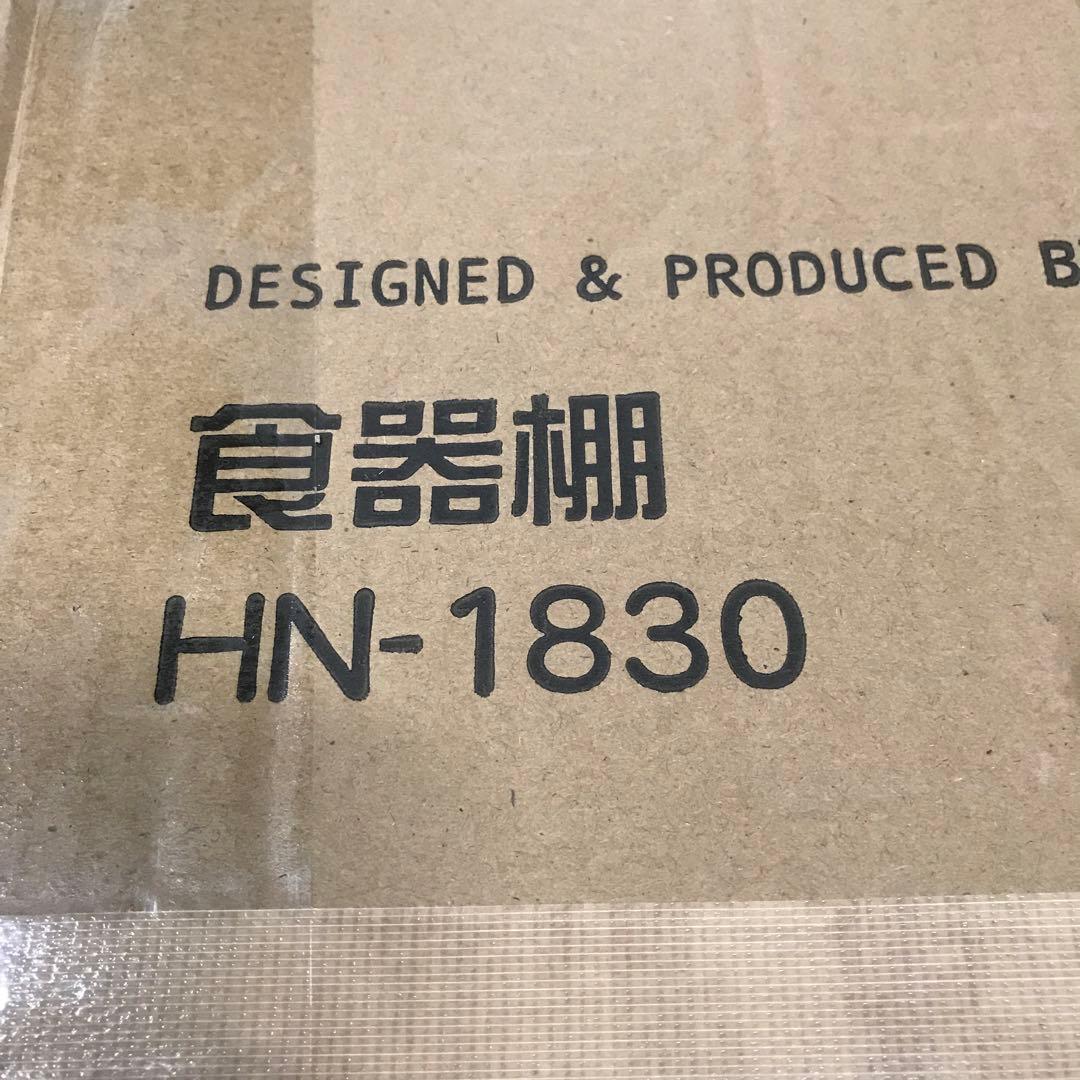 DESIGNED & PRODUCED
食器棚
HN-1830